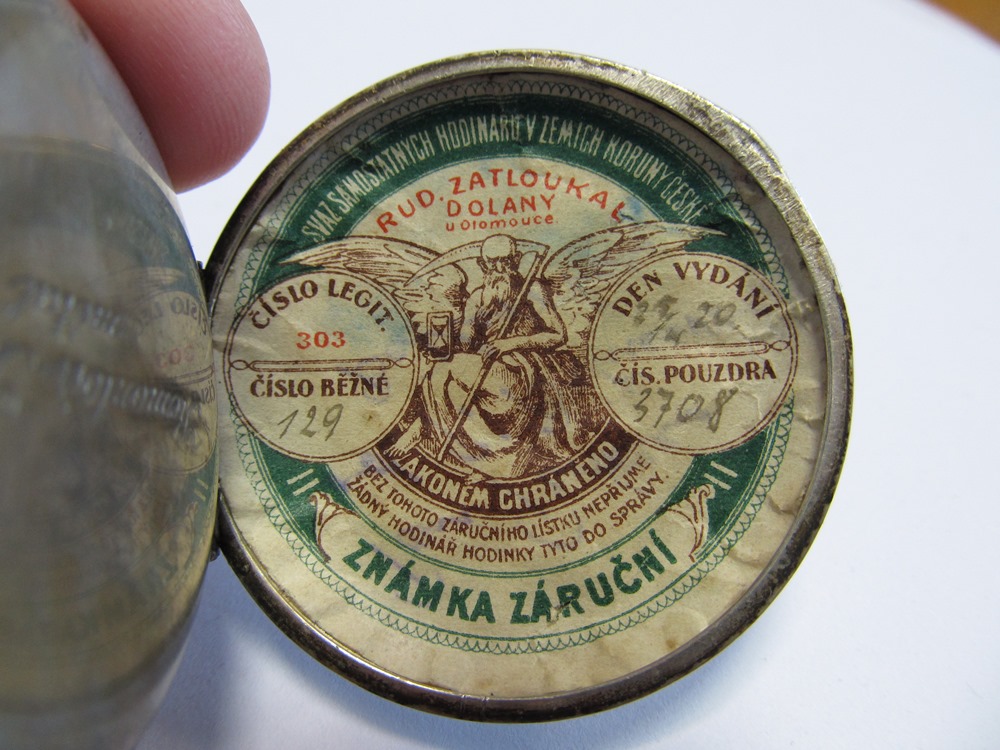 SVAZ SAMOSTATNÝCH HODINÁŘŮ V ZEMÍCH KORUNY ČESKÉ
RUD. ZATLOUKAL
DOLANY
u Olomouce.
ČÍSLO LEGIT.
303
ČÍSLO BĚŽNÉ
129
DEN VYDÁNÍ
20.
ČÍS. POUZDRA
3708
ZÁKONEM CHRÁNĚNO
BEZ TOHOTO ZÁRUČNÍHO LÍSTKU NEPŘIJME
ŽÁDNÝ HODINÁŘ HODINKY TYTO DO SPRÁVY.
ZNÁMKA ZÁRUČNÍ